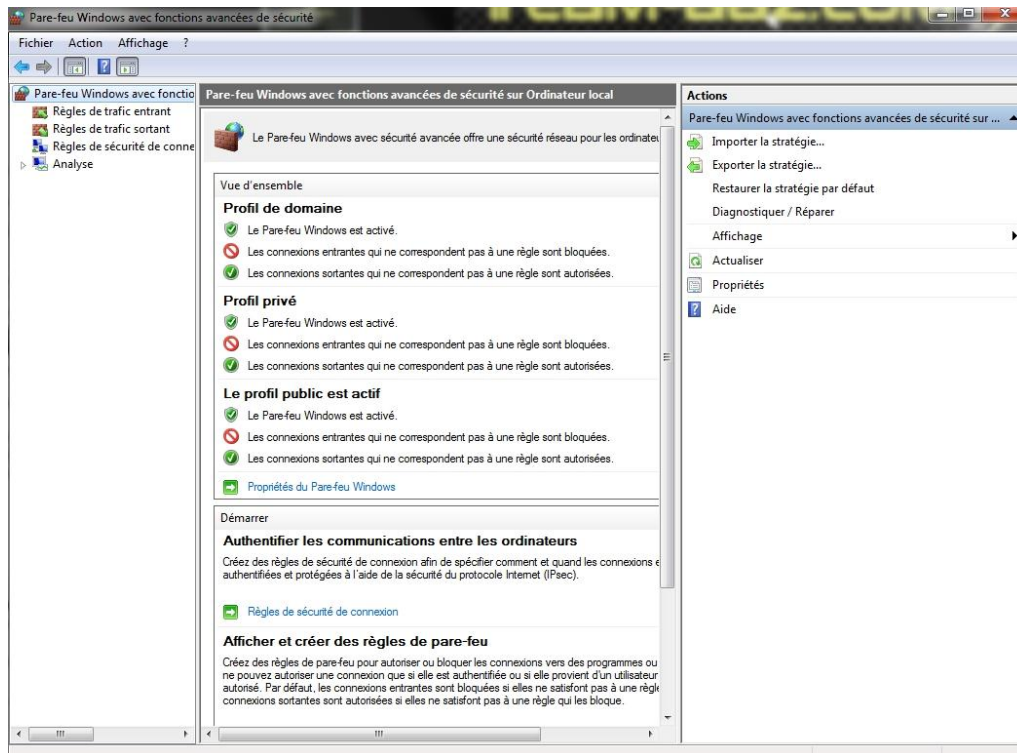 Pare-feu Windows avec fonctions avancées de sécurité
Fichier Action Affichage ?
Pare-feu Windows avec fonctio
Règles de trafic entrant
Règles de trafic sortant
Règles de sécurité de conne
Analyse
Pare-feu Windows avec fonctions avancées de sécurité sur Ordinateur local
Le Pare-feu Windows avec sécurité avancée offre une sécurité réseau pour les ordinateu
Vue d'ensemble
Profil de domaine
Le Pare-feu Windows est activé.
Les connexions entrantes qui ne correspondent pas à une règle sont bloquées.
Les connexions sortantes qui ne correspondent pas à une règle sont autorisées.
Profil privé
Le Pare-feu Windows est activé.
Les connexions entrantes qui ne correspondent pas à une règle sont bloquées.
Les connexions sortantes qui ne correspondent pas à une règle sont autorisées.
Le profil public est actif
Le Pare-feu Windows est activé.
Les connexions entrantes qui ne correspondent pas à une règle sont bloquées.
Les connexions sortantes qui ne correspondent pas à une règle sont autorisées.
Propriétés du Pare-feu Windows
Démarrer
Authentifier les communications entre les ordinateurs
Créez des règles de sécurité de connexion afin de spécifier comment et quand les connexions e
authentifiées et protégées à l'aide de la sécurité du protocole Internet (IPsec).
Règles de sécurité de connexion
Afficher et créer des règles de pare-feu
Créez des règles de pare-feu pour autoriser ou bloquer les connexions vers des programmes ou
ne pouvez autoriser une connexion que si elle est authentifiée ou si elle provient d'un utilisateur
autorisé. Par défaut, les connexions entrantes sont bloquées si elles ne satisfont pas à une règle
connexions sortantes sont autorisées si elles ne satisfont pas à une règle qui les bloque.
Actions
Pare-feu Windows avec fonctions avancées de sécurité sur ...
Importer la stratégie...
Exporter la stratégie...
Restaurer la stratégie par défaut
Diagnostiquer / Réparer
Affichage
Actualiser
Propriétés
Aide